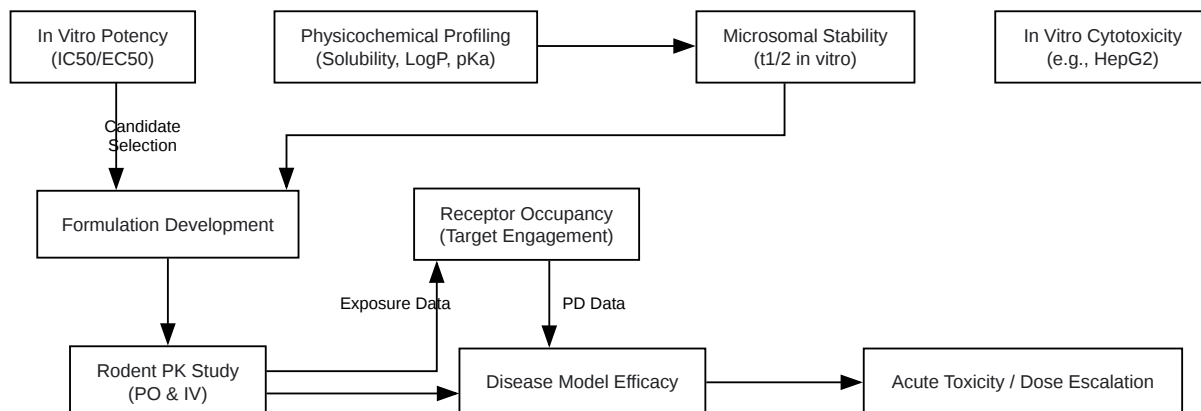 In Vitro Potency
(IC50/EC50)
Physicochemical Profiling
(Solubility, LogP, pKa)
Microsomal Stability
(t1/2 in vitro)
In Vitro Cytotoxicity
(e.g., HepG2)
Candidate
Selection
Formulation Development
Receptor Occupancy
(Target Engagement)
Exposure Data
PD Data
Rodent PK Study
(PO & IV)
Disease Model Efficacy
Acute Toxicity / Dose Escalation